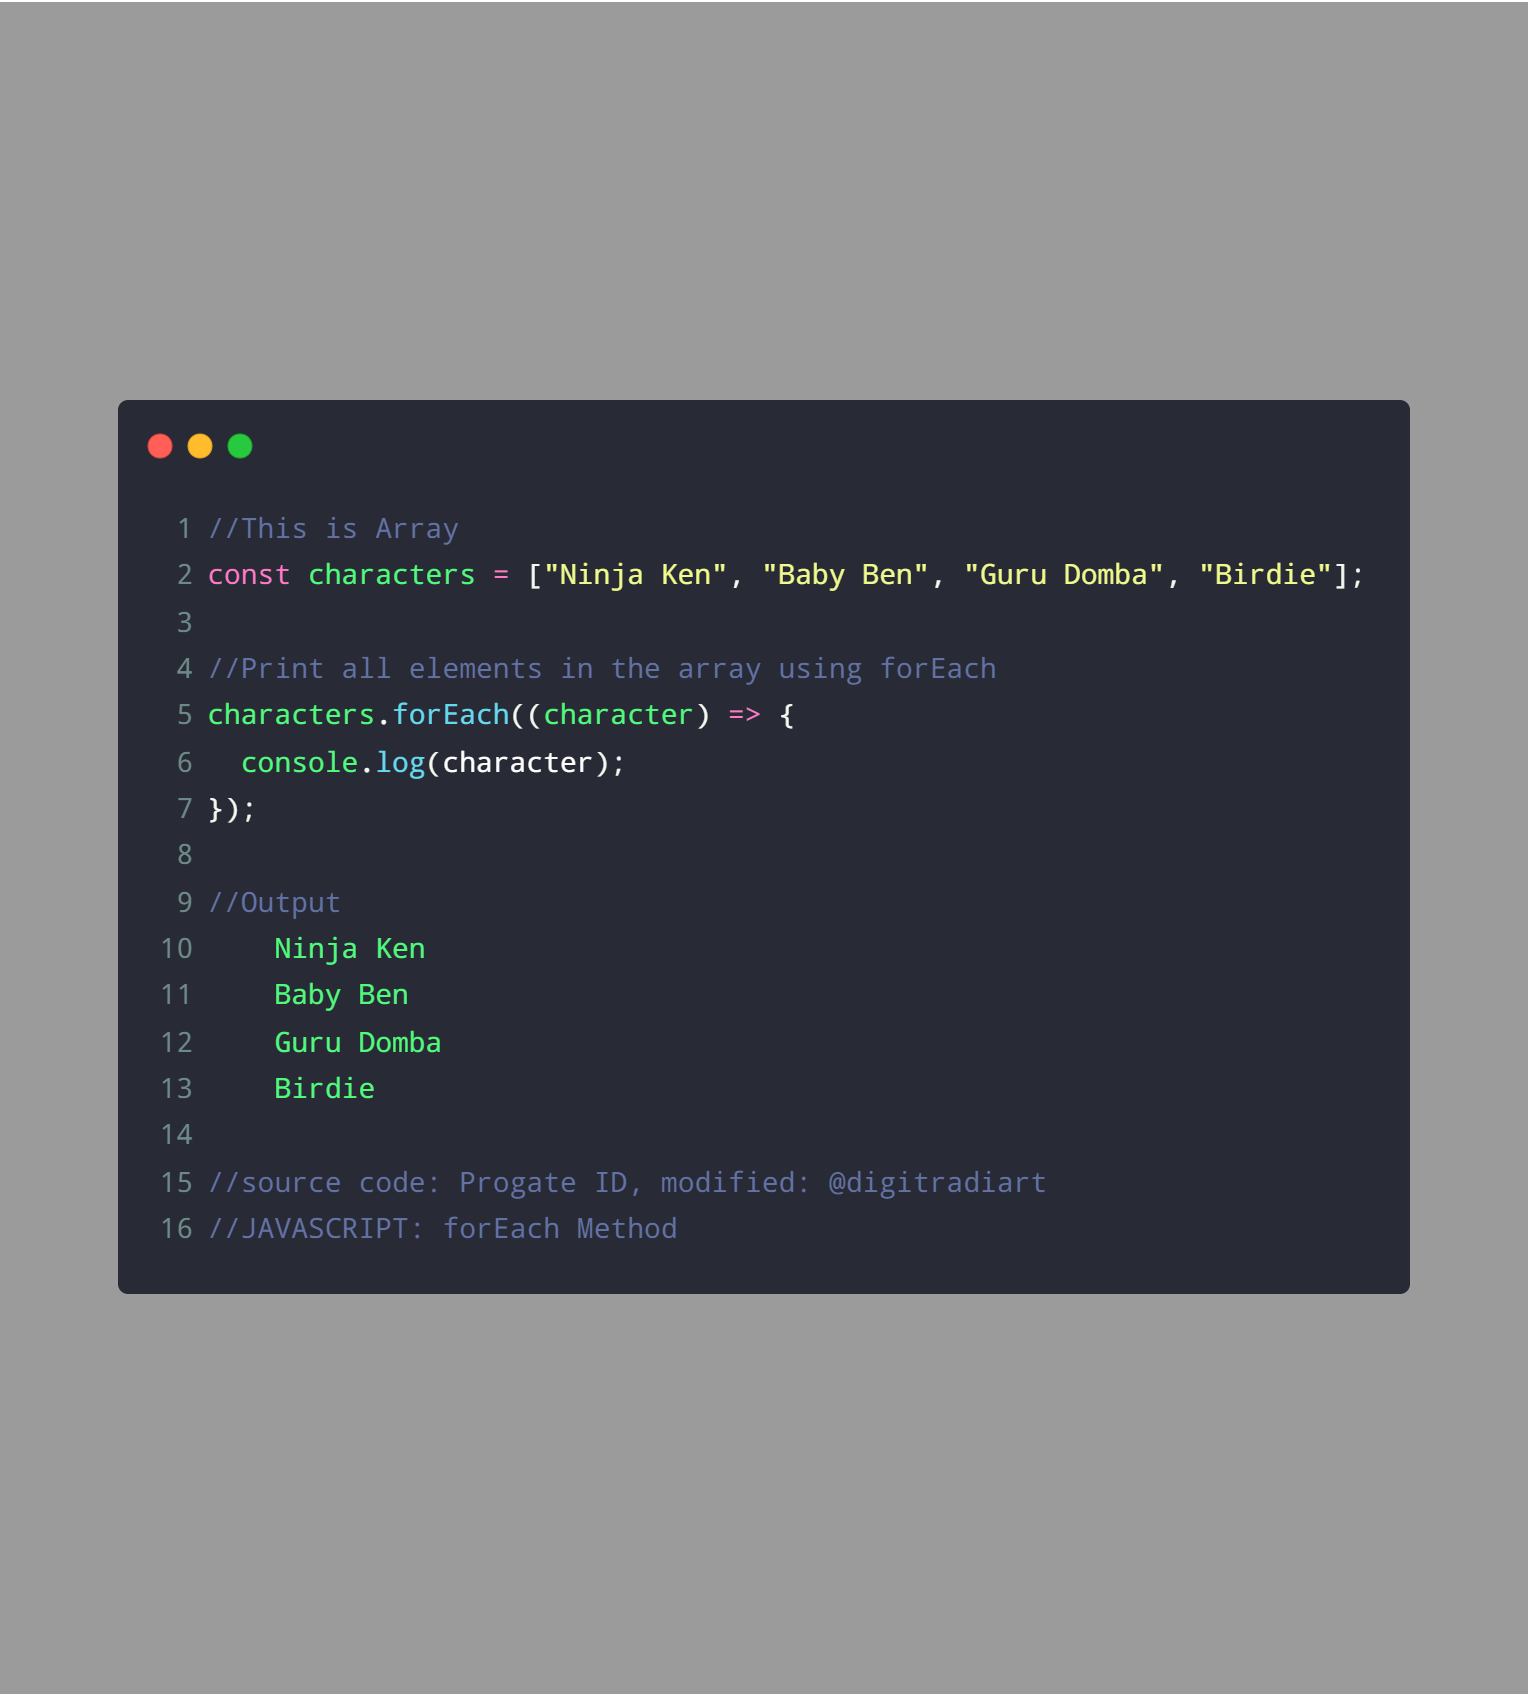 1 //This is Array
2 const characters = ["Ninja Ken", "Baby Ben", "Guru Domba", "Birdie"];
3
4 //Print all elements in the array using forEach
5 characters.forEach((character) => {
6   console.log(character);
7 });
8
9 //Output
10     Ninja Ken
11     Baby Ben
12     Guru Domba
13     Birdie
14
15 //source code: Progate ID, modified: @digitradiart
16 //JAVASCRIPT: forEach Method